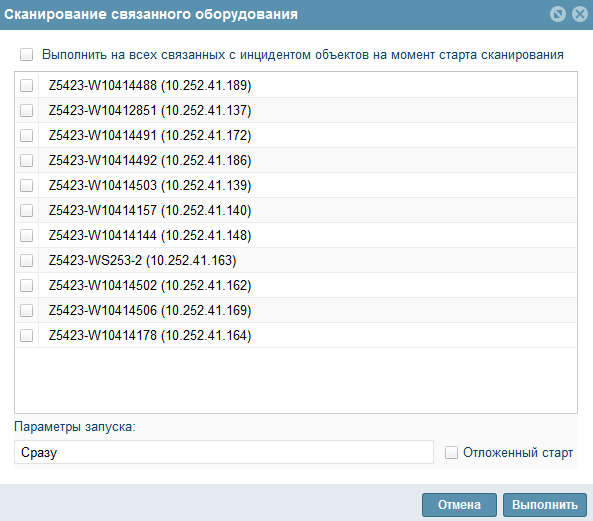 Сканирование связанного оборудования
Выполнить на всех связанных с инцидентом объектов на момент старта сканирования
Z5423-W10414488 (10.252.41.189)
Z5423-W10412851 (10.252.41.137)
Z5423-W10414491 (10.252.41.172)
Z5423-W10414492 (10.252.41.186)
Z5423-W10414503 (10.252.41.139)
Z5423-W10414157 (10.252.41.140)
Z5423-W10414144 (10.252.41.148)
Z5423-WS253-2 (10.252.41.163)
Z5423-W10414502 (10.252.41.162)
Z5423-W10414506 (10.252.41.169)
Z5423-W10414178 (10.252.41.164)
Параметры запуска:
Сразу
Отложенный старт
Отмена
Выполнить